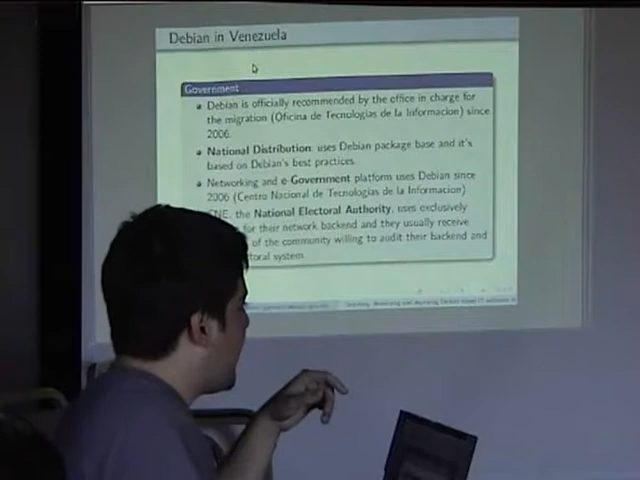 Debian in Venezuela
Government
Debian is officially recommended by the office in charge for
the migration (Oficina de Tecnologias de la Informacion) since
2006.
National Distribution uses Debian package base and it's
based on Debian's best practices.
Networking and e-Government platform uses Debian since
2006 (Centro Nacional de Tecnologias de la Informacion)
CNE, the National Electoral Authority, uses exclusively
for their network backend and they usually receive
of the community willing to audit their backend and
toral system